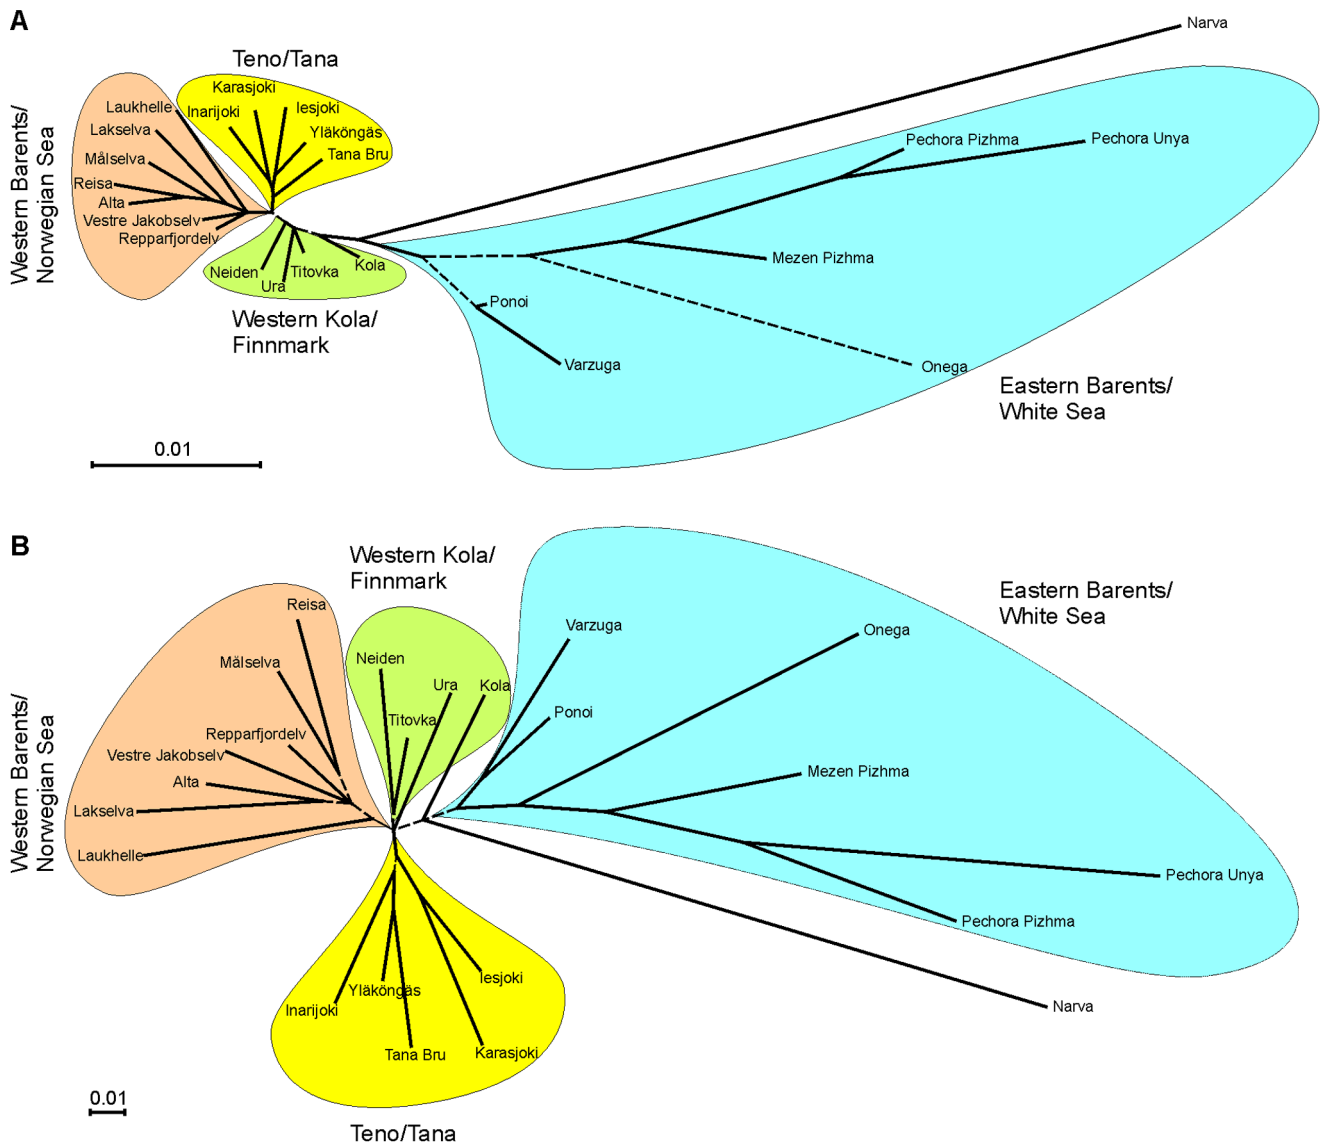 A
Narva
Teno/Tana
Karasjoki
Laukhelle
Inarijoki
Iesjoki
Lakselva
Yläköngäs
Målselva
Tana Bru
Reisa
Alta
Vestre Jakobselv
Repparfjordelv
Western Barents/
Norwegian Sea
Pechora Pizhma
Pechora Unya
Mezen Pizhma
Neiden
Ura
Titovka
Kola
Ponoi
Varzuga
Onega
Western Kola/
Finnmark
Eastern Barents/
White Sea
0.01
B
Western Kola/
Finnmark
Eastern Barents/
White Sea
Reisa
Målselva
Repparfjordelv
Vestre Jakobselv
Alta
Lakselva
Laukhelle
Western Barents/
Norwegian Sea
Neiden
Ura
Kola
Titovka
Varzuga
Onega
Ponoi
Mezen Pizhma
Pechora Unya
Pechora Pizhma
Narva
Iesjoki
Yläköngäs
Inarijoki
Tana Bru
Karasjoki
0.01
Teno/Tana